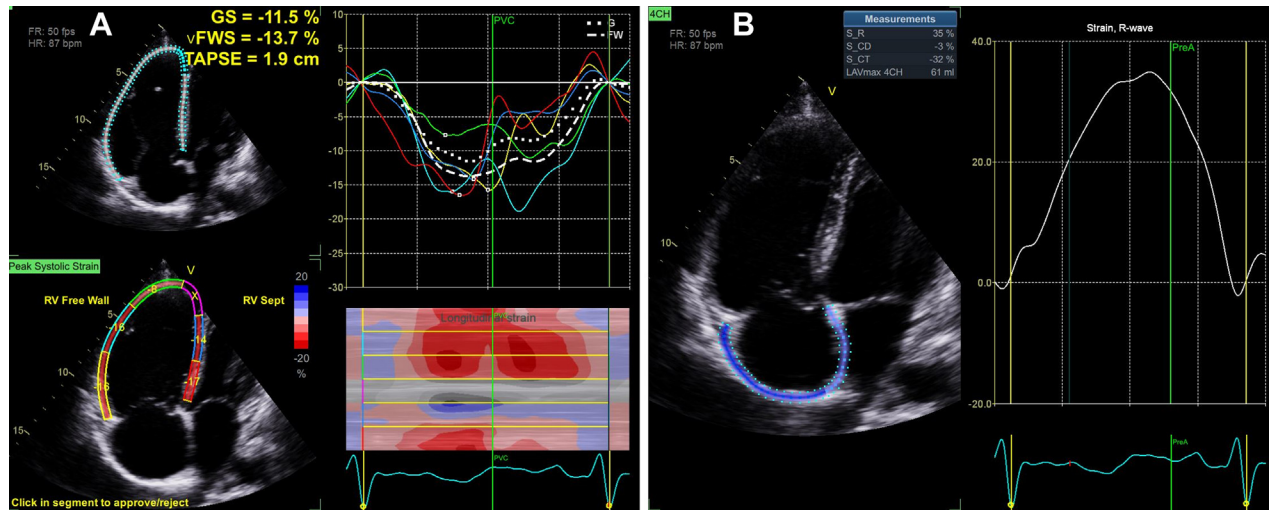 A
FR: 50 fps
HR: 87 bpm
GS = -11.5 %
FWS = -13.7 %
TAPSE = 1.9 cm
V
5
10
15
PVC
G
FW
10
5
0
-5
-10
-15
-20
-25
-30
Peak Systolic Strain
V
RV Free Wall
RV Sept
-8
X
-16
-14
-16
-17
5
10
15
20
-20
%
Click in segment to approve/reject
Longitudinal strain
PVC
B
4CH
FR: 50 fps
HR: 87 bpm
Measurements
S_R 35 %
S_CD -3 %
S_CT -32 %
LAVmax 4CH 61 ml
V
5
10
Strain, R-wave
PreA
40.0
20.0
0.0
-20.0
PreA